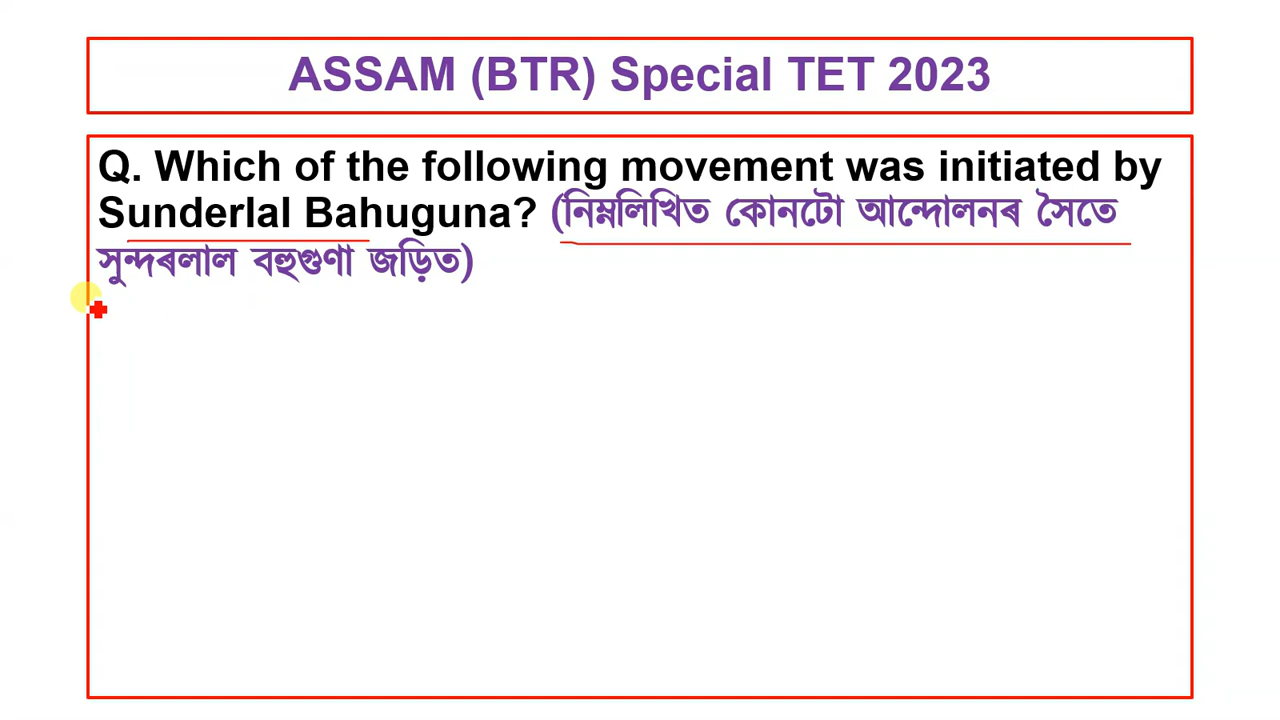 ASSAM (BTR) Special TET 2023
Q. Which of the following movement was initiated by
Sunderlal Bahuguna? (নিম্নলিখিত কোনটো আন্দোলনৰ সৈতে
সুন্দৰলাল বহুগুণা জড়িত)